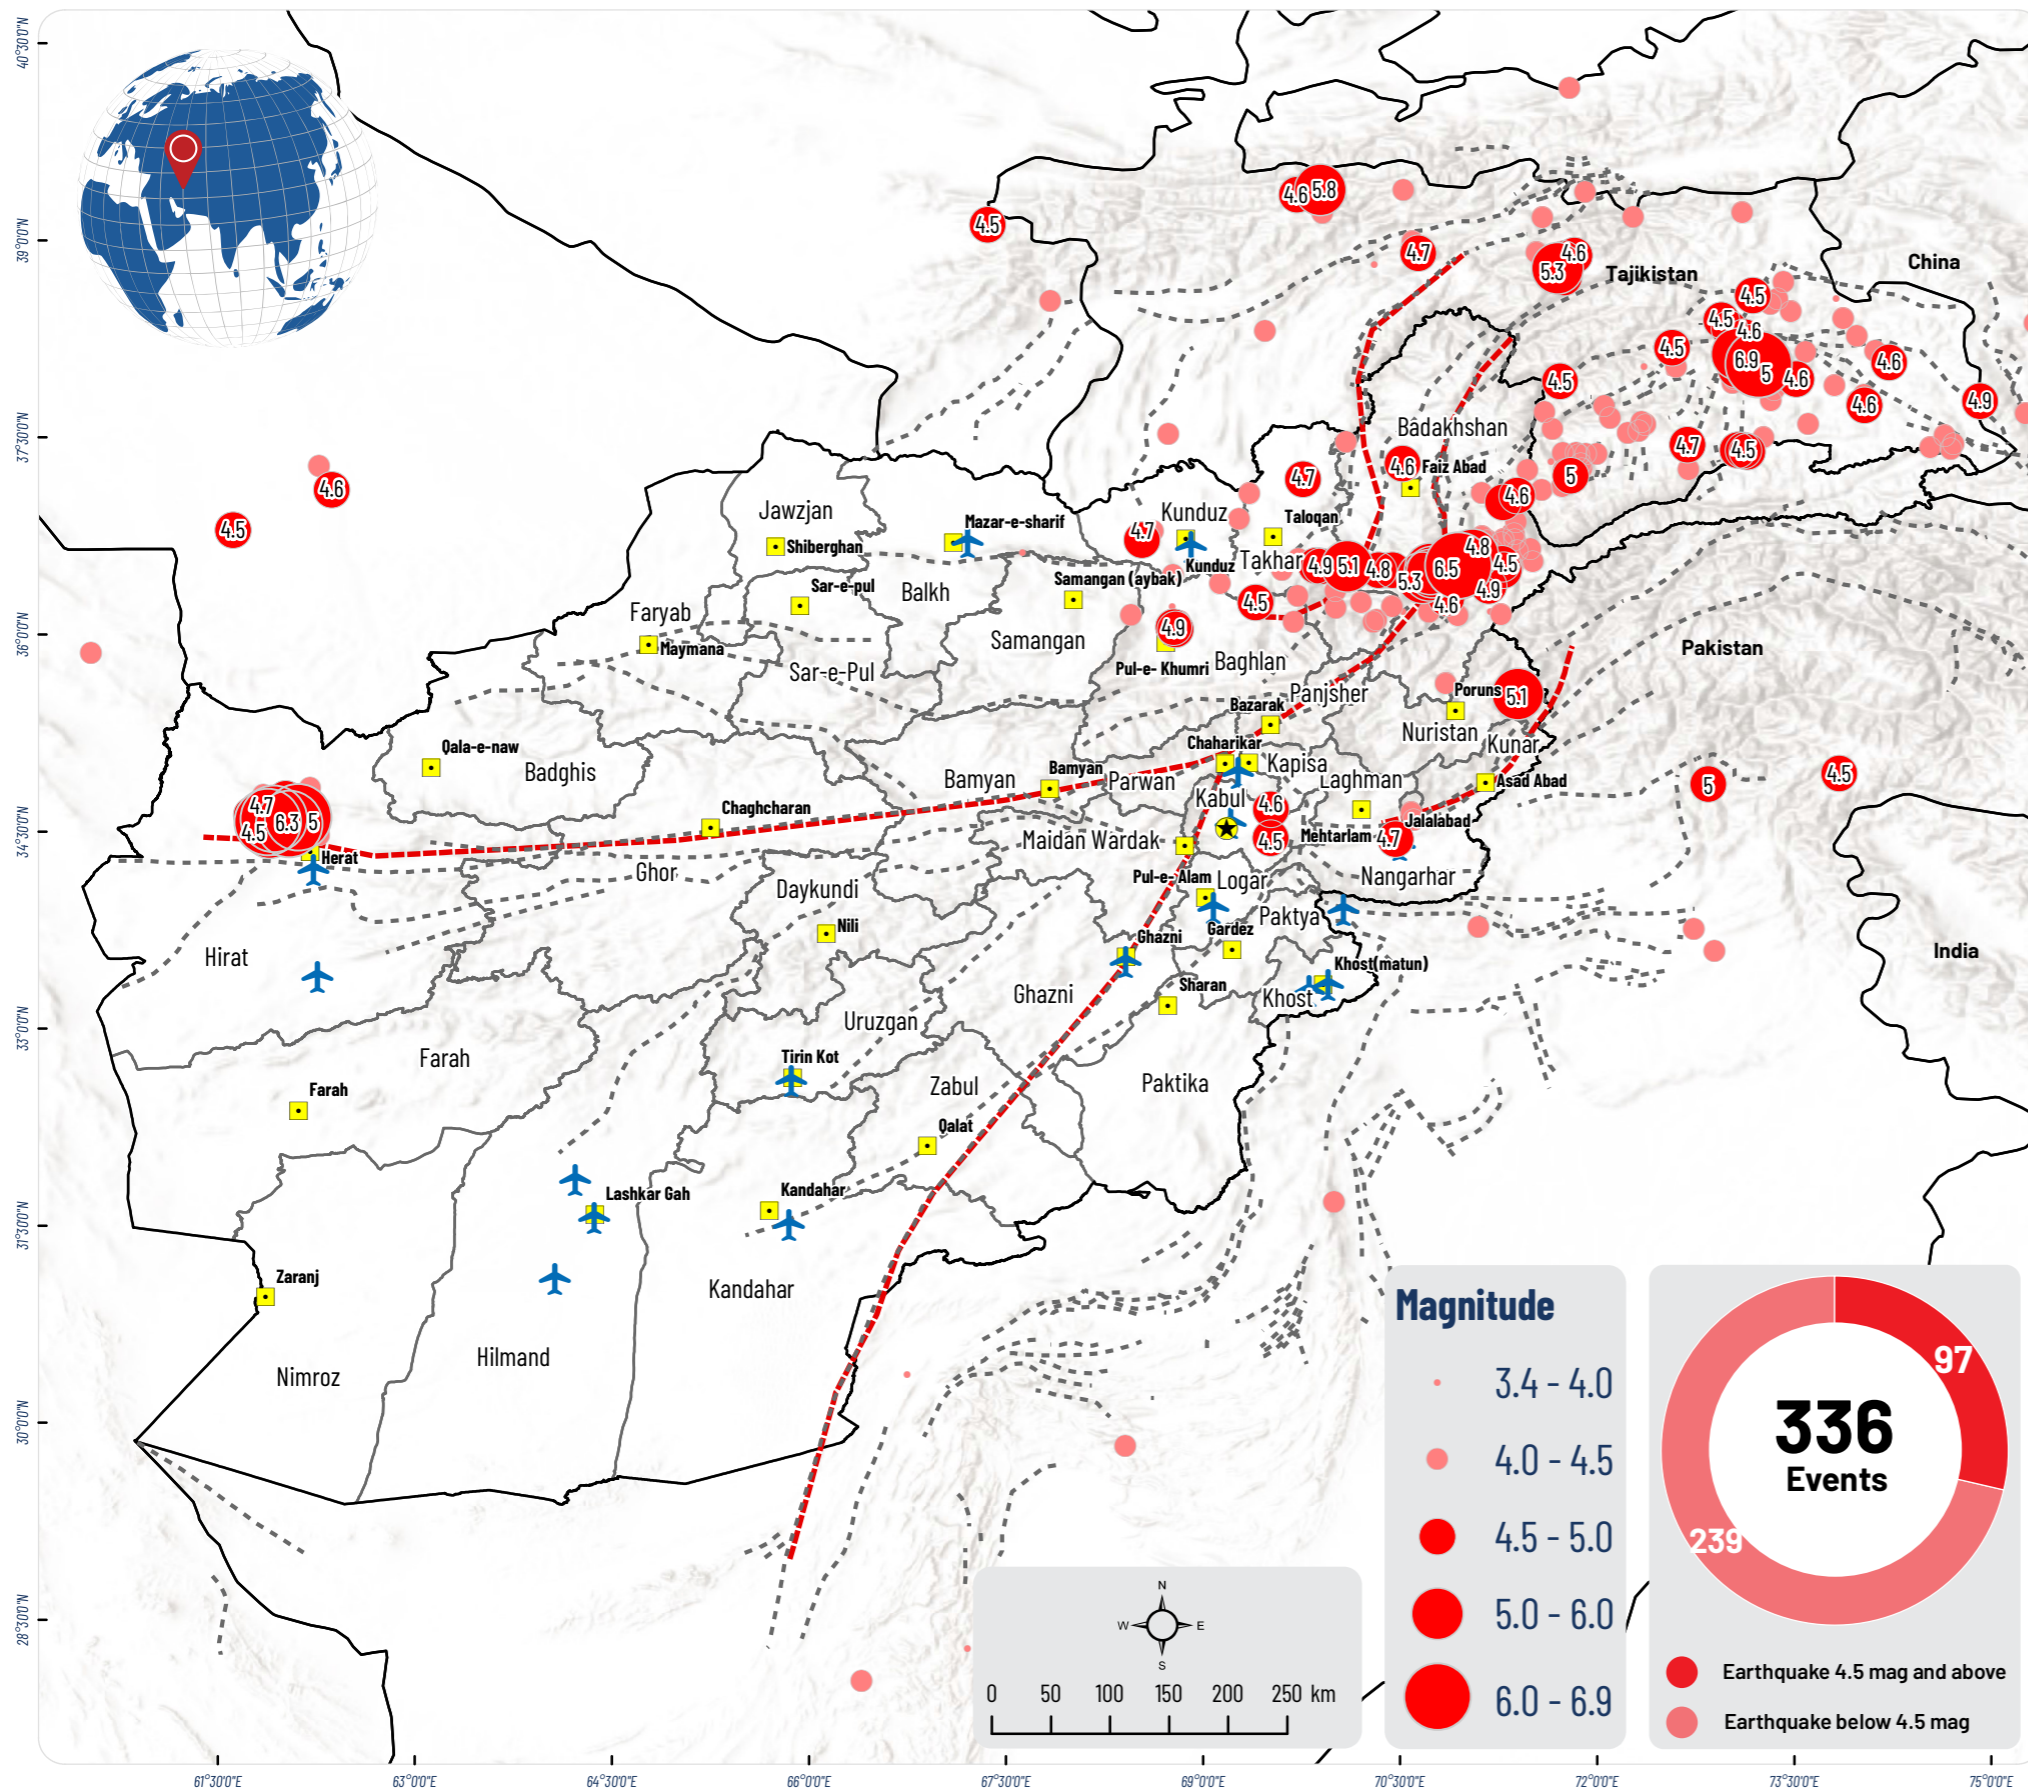 40°30'0"N
39°0'0"N
37°30'0"N
36°0'0"N
34°30'0"N
33°0'0"N
31°30'0"N
30°0'0"N
28°30'0"N
4.6 5.8
4.5
4.7
4.6
5.3
Tajikistan
China
4.5
4.5
4.6
4.5
6.9
5
4.6
4.6
4.5
4.6
4.9
Badakhshan
4.7
4.5
4.6
Faiz Abad
4.7
5
4.6
4.6
4.5
Jawzjan
Shiberghan
Mazar-e-sharif
4.7
Kunduz
Kunduz
Taloqan
Takhar
4.9
5.1
4.8
5.3
6.5
4.8
4.5
4.9
4.6
4.5
Sar-e-pul
Balkh
Samangan (aybak)
Faryab
Maymana
Samangan
4.9
Pul-e- Khumri
Baghlan
Sar-e-Pul
Pakistan
Panjsher
Poruns
5.1
Bazarak
Nuristan
Kunar
Qala-e-naw
Badghis
Chaharikar
Bamyan
Bamyan
Parwan
Kapisa
Laghman
Asad Abad
5
4.5
4.7
4.5
6.3
5
Herat
Chaghcharan
Kabul
4.6
4.5
Maidan Wardak
Mehtarlam
4.7
Jalalabad
Nangarhar
Ghor
Daykundi
Nili
Pul-e- Alam
Logar
Paktya
Gardez
Hirat
Ghazni
Ghazni
Khost(matun)
Khost
Sharan
India
Uruzgan
Farah
Farah
Tirin Kot
Zabul
Paktika
Qalat
Lashkar Gah
Kandahar
Kandahar
Zaranj
Nimroz
Hilmand
Magnitude
3.4 - 4.0
4.0 - 4.5
4.5 - 5.0
5.0 - 6.0
6.0 - 6.9
97
336
Events
239
Earthquake 4.5 mag and above
Earthquake below 4.5 mag
N
W E
S
0 50 100 150 200 250 km
61°30'0"E 63°0'0"E 64°30'0"E 66°0'0"E 67°30'0"E 69°0'0"E 70°30'0"E 72°0'0"E 73°30'0"E 75°0'0"E